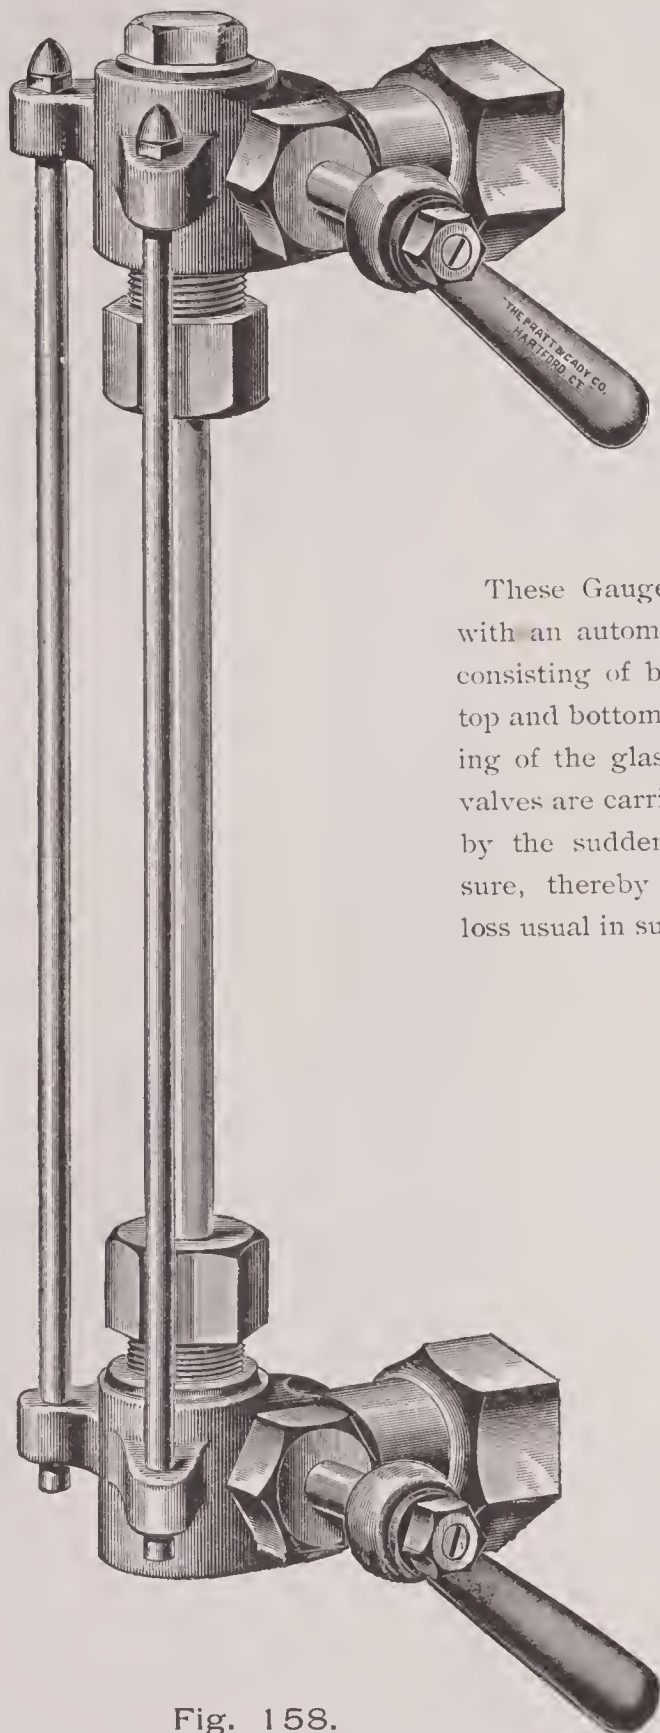 THE PRATT & CADY CO.
HARTFORD, CT.
These Gauge
with an autom
consisting of b
top and bottom
ing of the glas
valves are carri
by the sudden
sure, thereby
loss usual in su
Fig. 158.